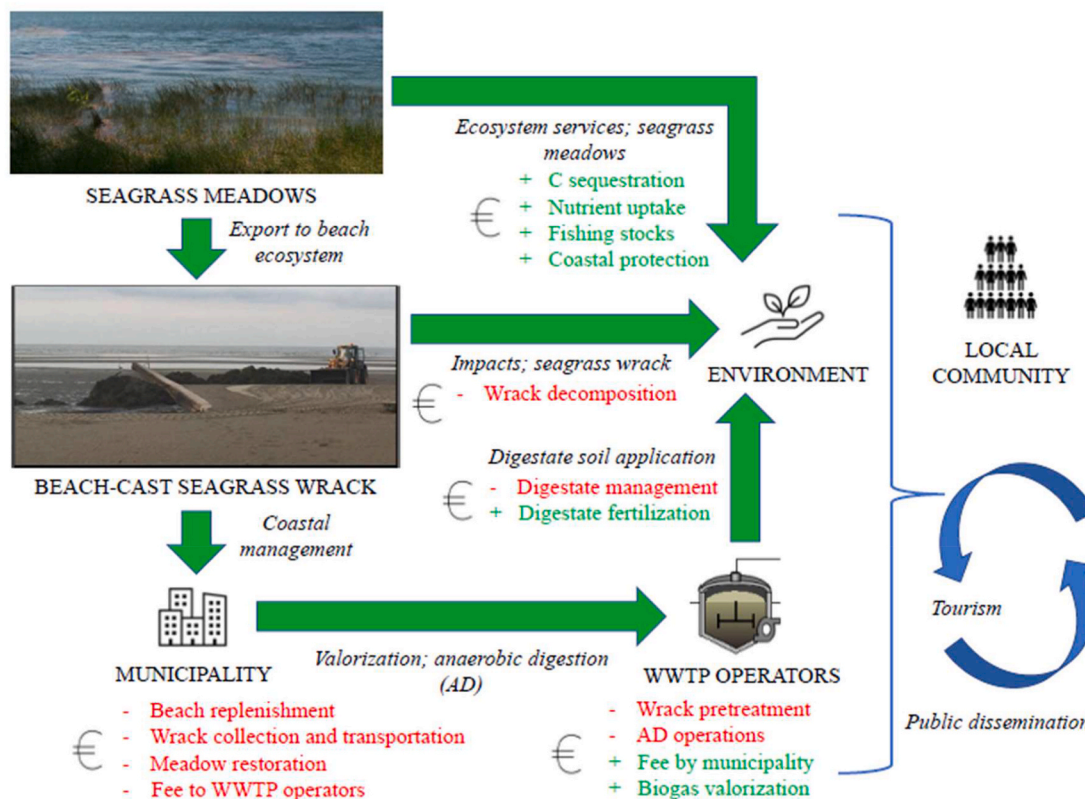 Ecosystem services; seagrass
meadows
+ C sequestration
+ Nutrient uptake
+ Fishing stocks
+ Coastal protection
€
SEAGRASS MEADOWS
Export to beach
ecosystem
Impacts; seagrass wrack
- Wrack decomposition
€
ENVIRONMENT
LOCAL
COMMUNITY
Digestate soil application
- Digestate management
+ Digestate fertilization
€
BEACH-CAST SEAGRASS WRACK
Coastal
management
Valorization; anaerobic digestion
(AD)
MUNICIPALITY
- Beach replenishment
- Wrack collection and transportation
- Meadow restoration
- Fee to WWTP operators
€
WWTP OPERATORS
- Wrack pretreatment
- AD operations
+ Fee by municipality
+ Biogas valorization
€
Tourism
Public dissemination